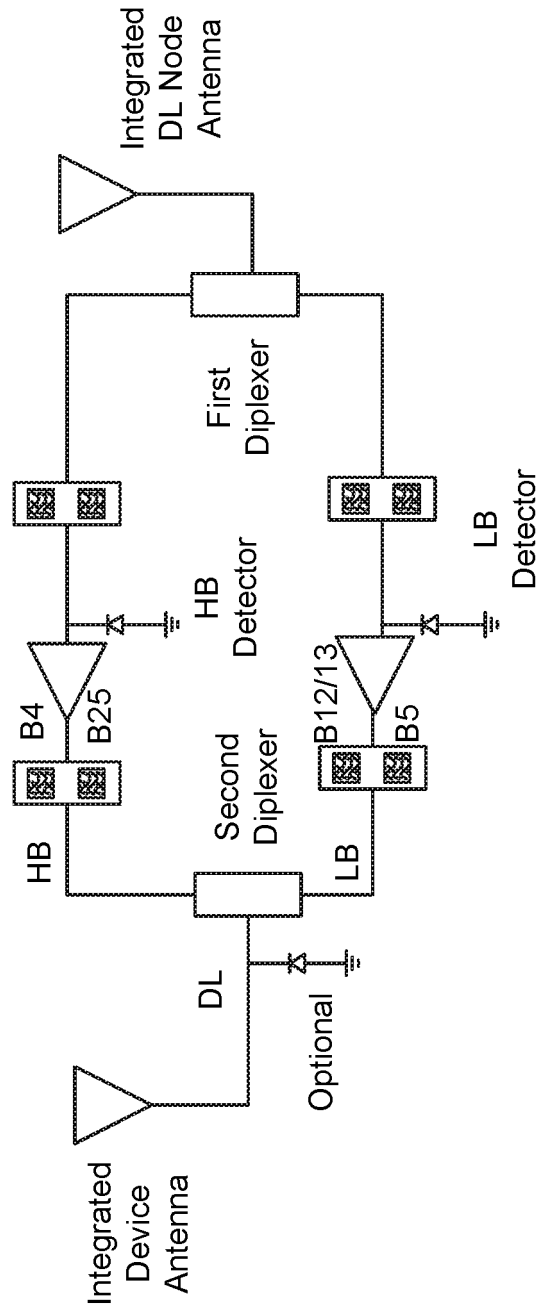 Integrated
Device
Antenna
DL
Optional
HB
Second
Diplexer
LB
B4
B25
B12/13
B5
HB
Detector
LB
Detector
First
Diplexer
Integrated
DL Node
Antenna